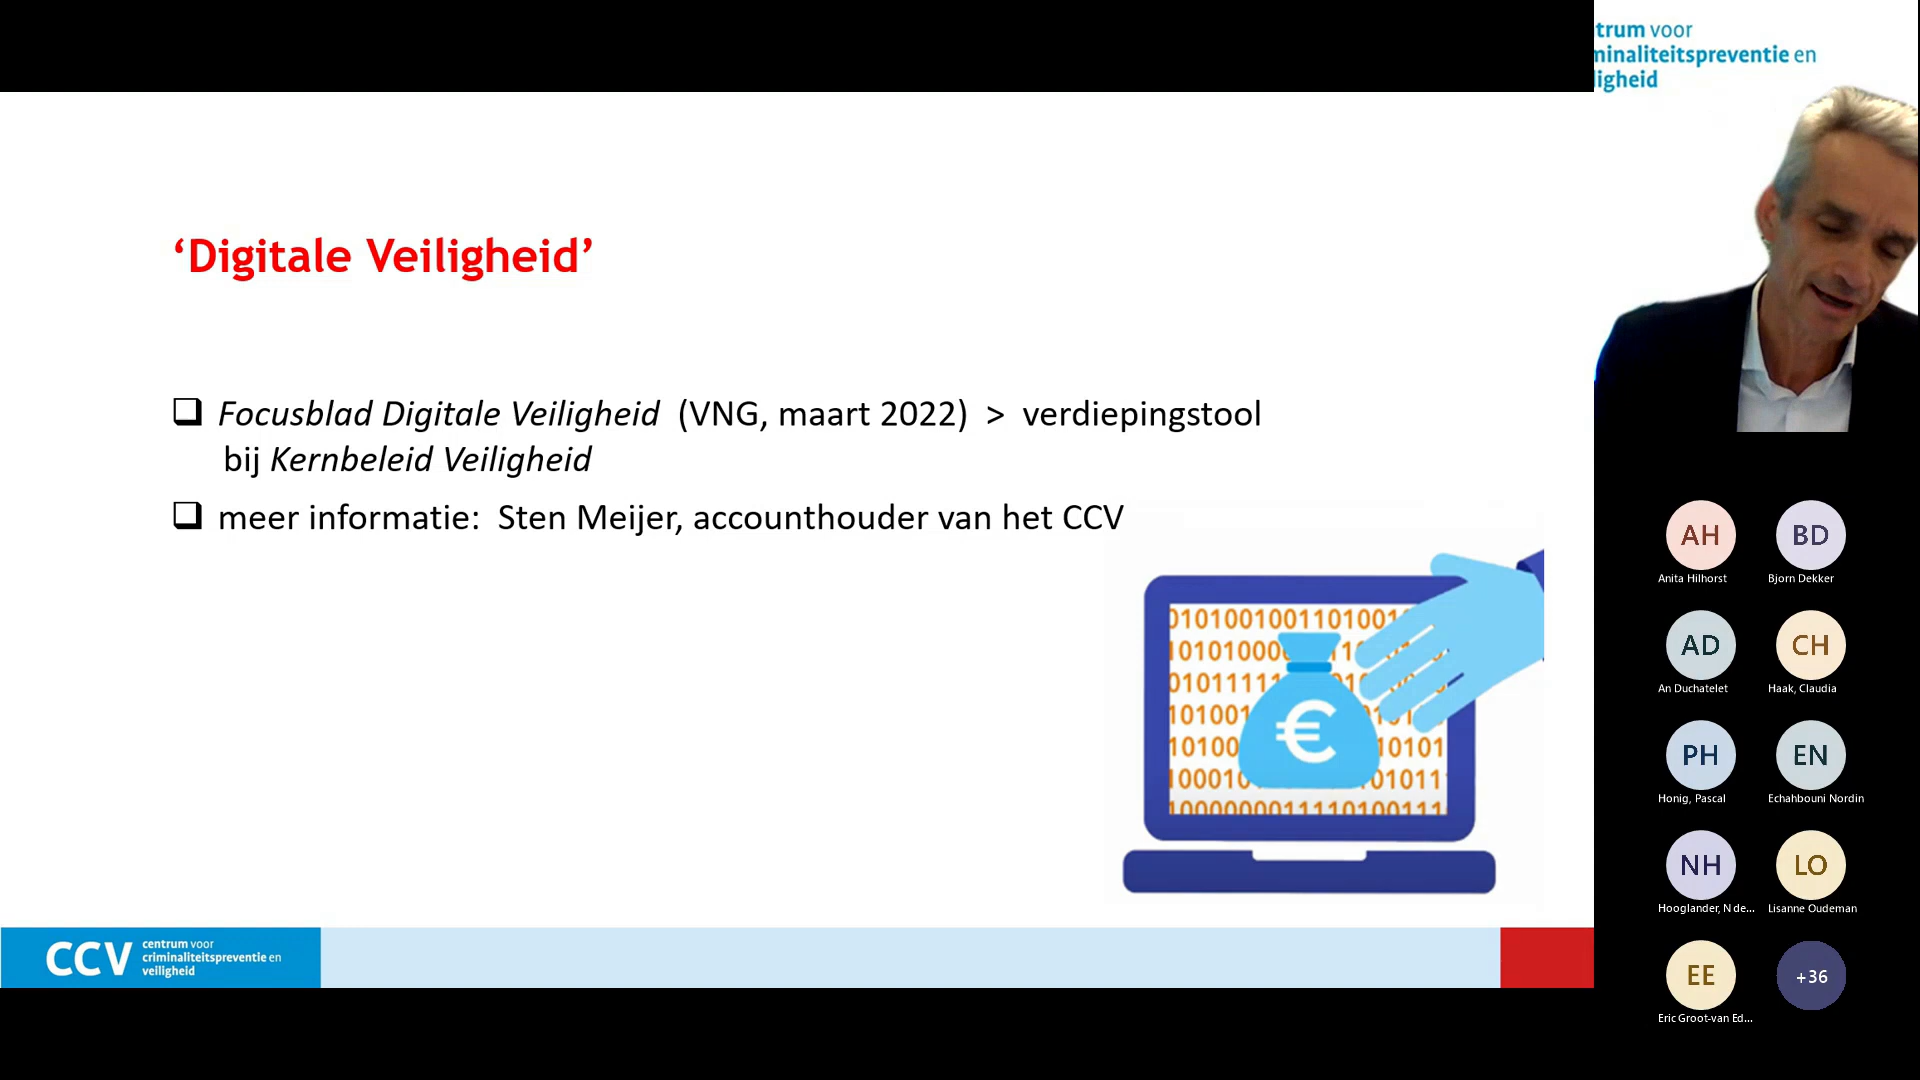 trum voor
minaliteitspreventie en
ligheid
‘Digitale Veiligheid’
❑ Focusblad Digitale Veiligheid (VNG, maart 2022) > verdiepingstool
bij Kernbeleid Veiligheid
❑ meer informatie: Sten Meijer, accounthouder van het CCV
€
CCV
centrum voor
criminaliteitspreventie en
veiligheid
AH
Anita Hilhorst
BD
Bjorn Dekker
AD
An Duchatelet
CH
Haak, Claudia
PH
Honig, Pascal
EN
Echahbouni Nordin
NH
Hooglander, N de...
LO
Lisanne Oudeman
EE
Eric Groot-van Ed...
+36